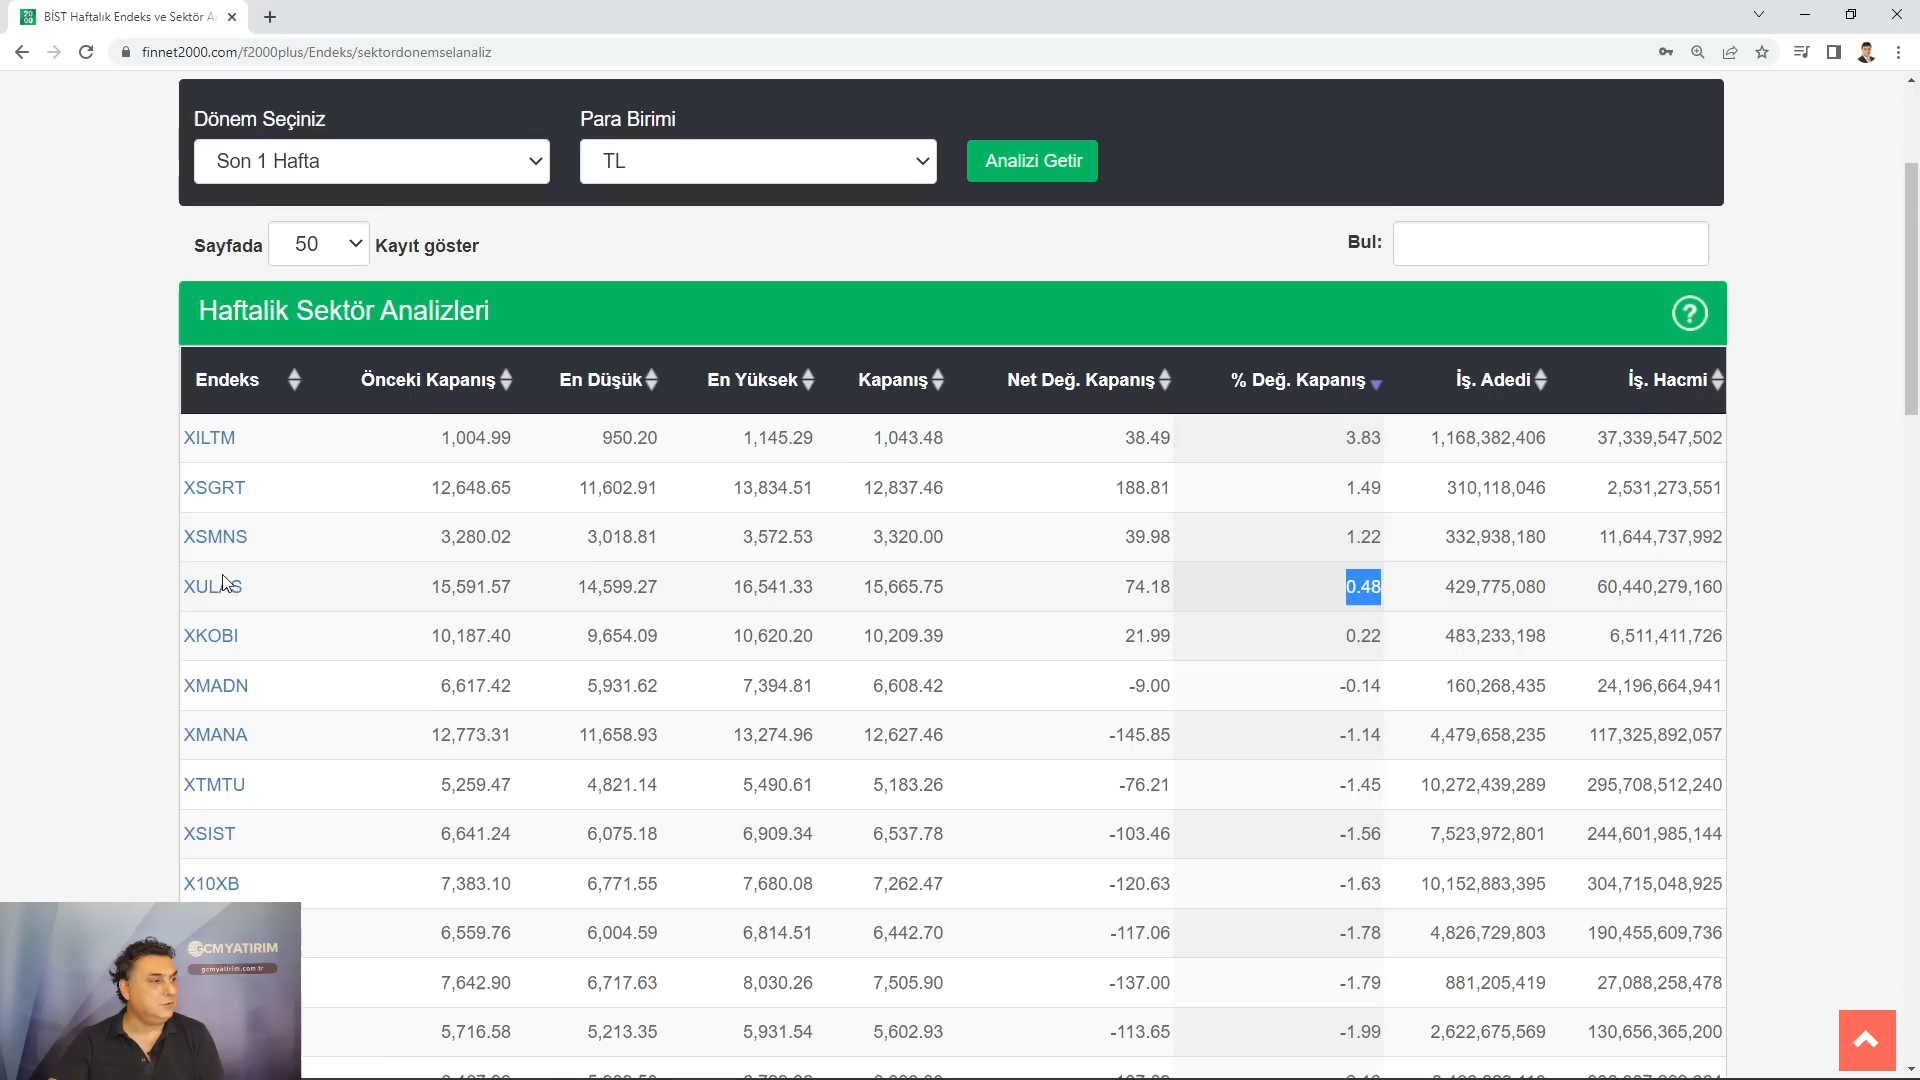 BİST Haftalık Endeks ve Sektör A
finnet2000.com/f2000plus/Endeks/sektordonemselanaliz
Dönem Seçiniz Para Birimi
Son 1 Hafta TL Analizi Getir
Sayfada 50 Kayıt göster Bul:
Haftalik Sektör Analizleri ?
Endeks Önceki Kapanış En Düşük En Yüksek Kapanış Net Değ. Kapanış % Değ. Kapanış İş. Adedi İş. Hacmi
XILTM 1,004.99 950.20 1,145.29 1,043.48 38.49 3.83 1,168,382,406 37,339,547,502
XSGRT 12,648.65 11,602.91 13,834.51 12,837.46 188.81 1.49 310,118,046 2,531,273,551
XSMNS 3,280.02 3,018.81 3,572.53 3,320.00 39.98 1.22 332,938,180 11,644,737,992
XULAS 15,591.57 14,599.27 16,541.33 15,665.75 74.18 0.48 429,775,080 60,440,279,160
XKOBI 10,187.40 9,654.09 10,620.20 10,209.39 21.99 0.22 483,233,198 6,511,411,726
XMADN 6,617.42 5,931.62 7,394.81 6,608.42 -9.00 -0.14 160,268,435 24,196,664,941
XMANA 12,773.31 11,658.93 13,274.96 12,627.46 -145.85 -1.14 4,479,658,235 117,325,892,057
XTMTU 5,259.47 4,821.14 5,490.61 5,183.26 -76.21 -1.45 10,272,439,289 295,708,512,240
XSIST 6,641.24 6,075.18 6,909.34 6,537.78 -103.46 -1.56 7,523,972,801 244,601,985,144
X10XB 7,383.10 6,771.55 7,680.08 7,262.47 -120.63 -1.63 10,152,883,395 304,715,048,925
6,559.76 6,004.59 6,814.51 6,442.70 -117.06 -1.78 4,826,729,803 190,455,609,736
7,642.90 6,717.63 8,030.26 7,505.90 -137.00 -1.79 881,205,419 27,088,258,478
5,716.58 5,213.35 5,931.54 5,602.93 -113.65 -1.99 2,622,675,569 130,656,365,200
GCM YATIRIM
gcmyatirim.com.tr